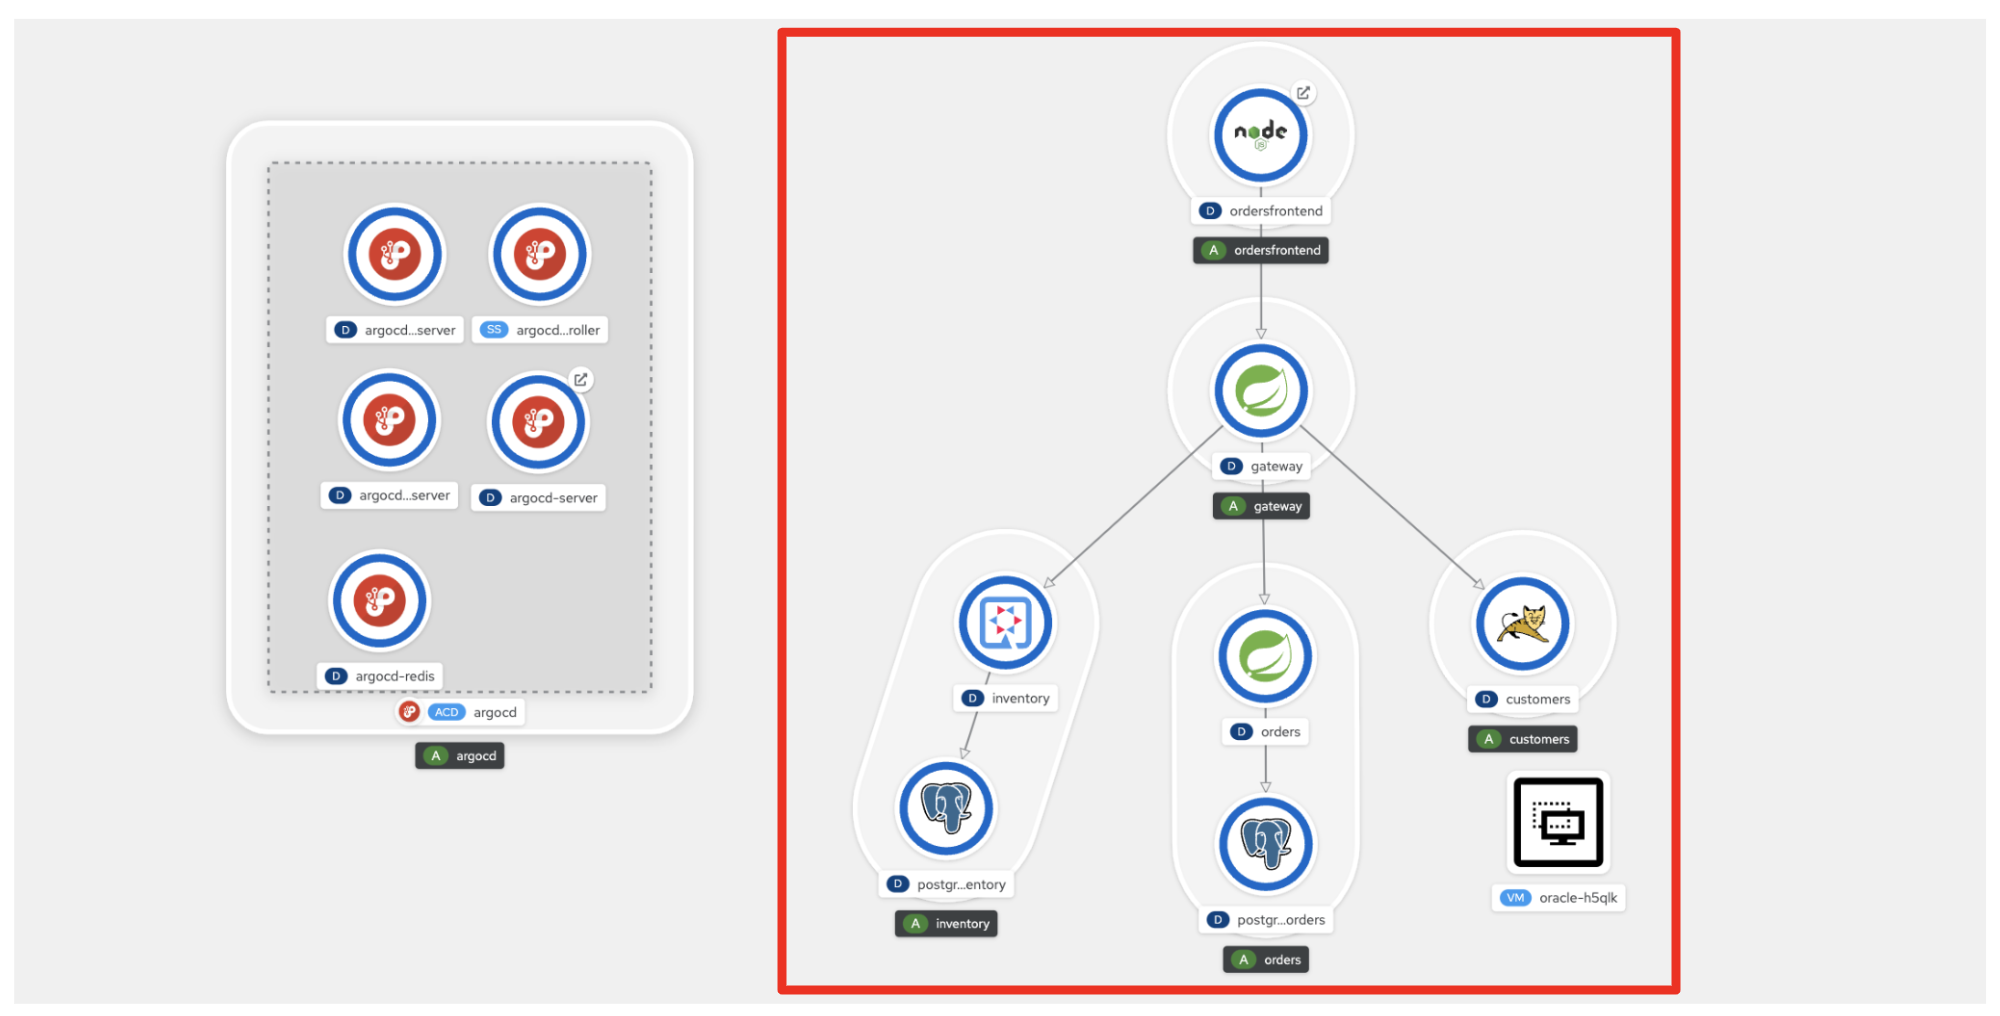 D argocd...server
SS argocd...roller
D argocd...server
D argocd-server
D argocd-redis
ACD argocd
A argocd
node
JS
D ordersfrontend
A ordersfrontend
D gateway
A gateway
D inventory
D postgr...entory
A inventory
D orders
D postgr...orders
A orders
D customers
A customers
VM oracle-h5qlk